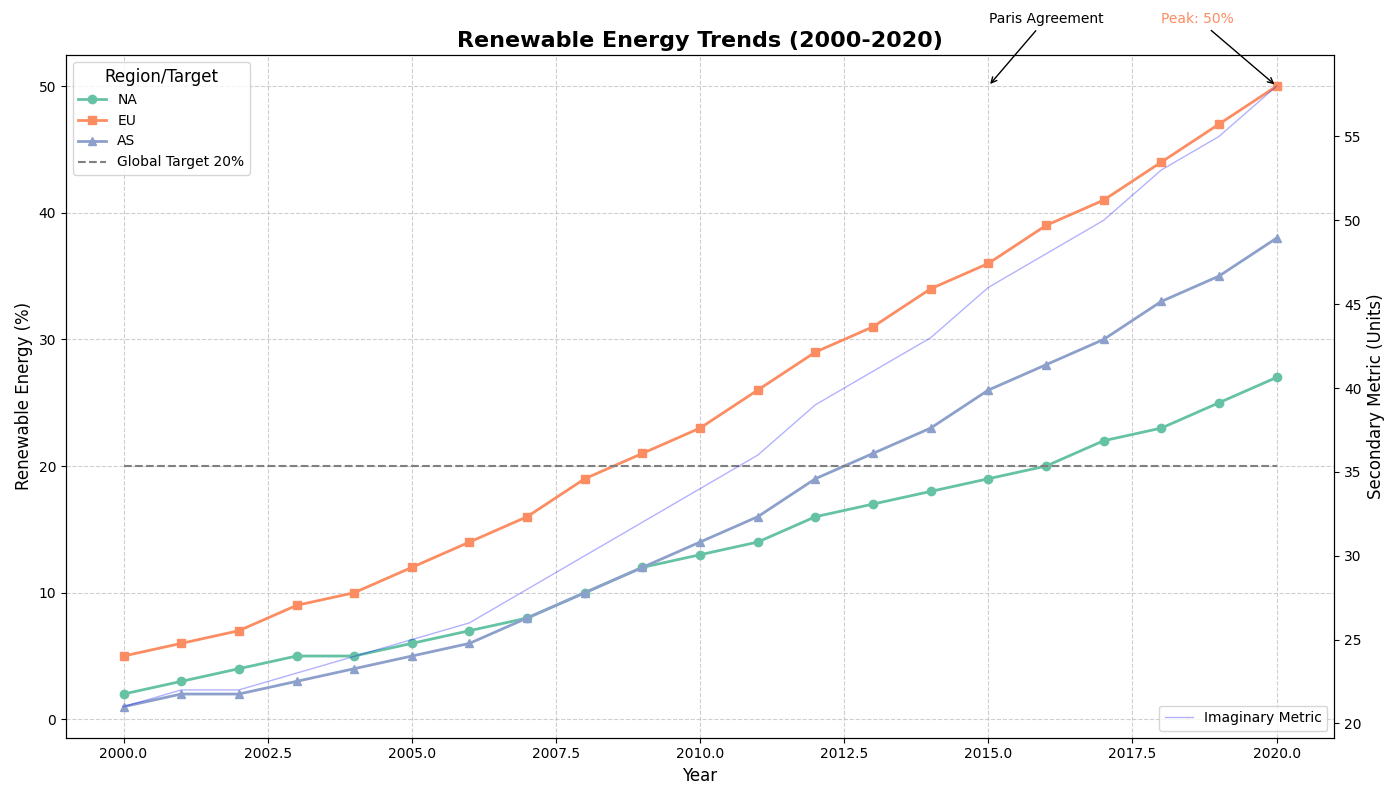 Paris Agreement
Peak: 50%
Renewable Energy Trends (2000-2020)
Region/Target
NA
EU
AS
Global Target 20%
Renewable Energy (%)
50
40
30
20
10
0
Secondary Metric (Units)
55
50
45
40
35
30
25
20
Imaginary Metric
2000.0 2002.5 2005.0 2007.5 2010.0 2012.5 2015.0 2017.5 2020.0
Year